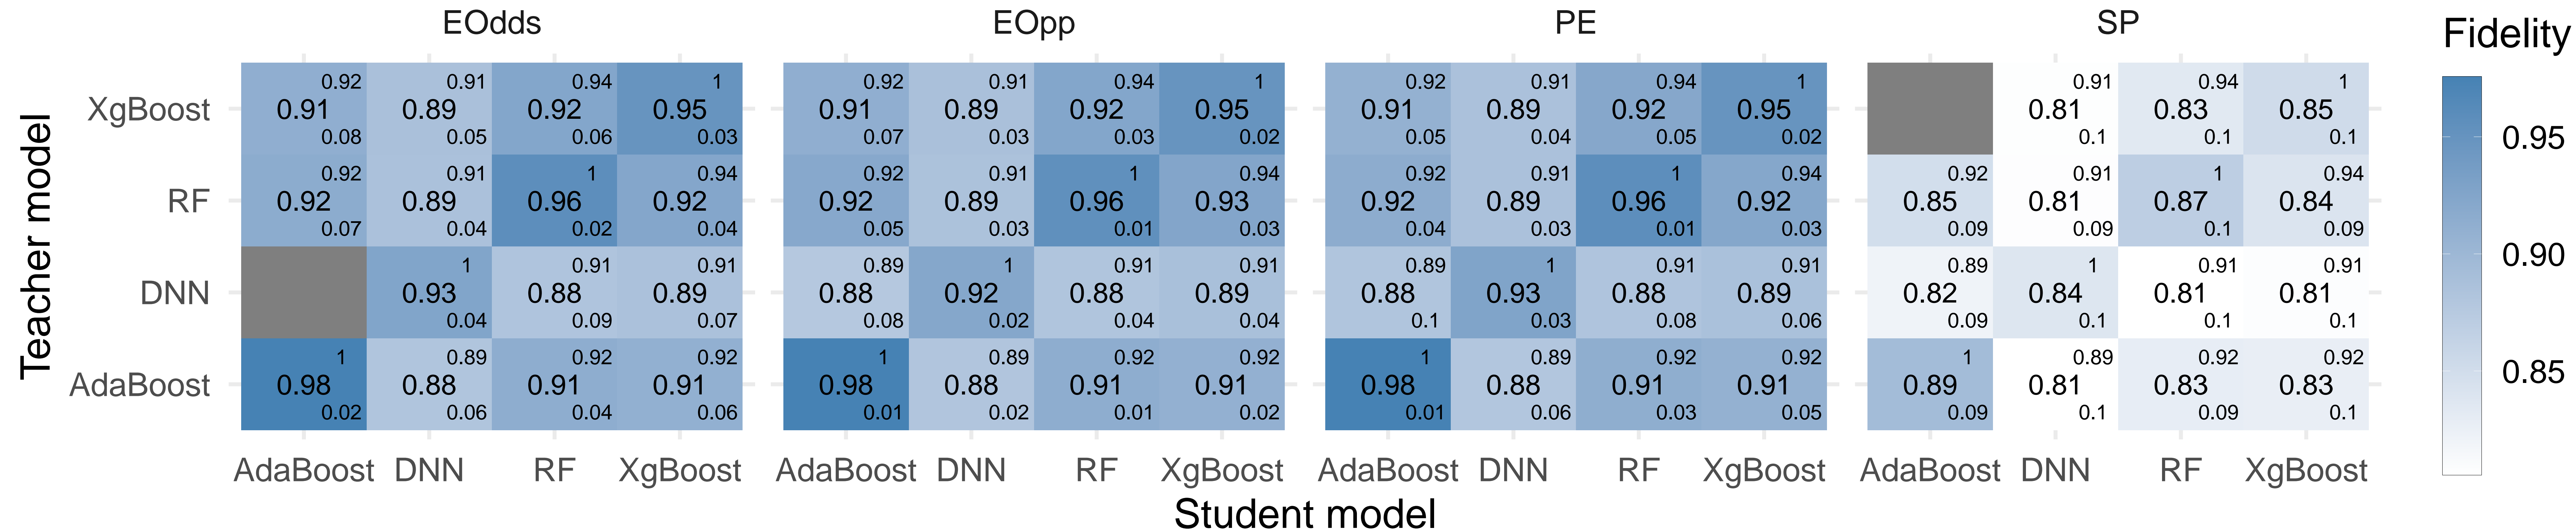 EOdds EOpp PE SP Fidelity
0.92 0.91 0.94 1 0.92 0.91 0.94 1 0.92 0.91 0.94 1 0.91 0.94 1
XgBoost 0.91 0.89 0.92 0.95 0.91 0.89 0.92 0.95 0.91 0.89 0.92 0.95 0.81 0.83 0.85
0.08 0.05 0.06 0.03 0.07 0.03 0.03 0.02 0.05 0.04 0.05 0.02 0.1 0.1 0.1
0.95
0.92 0.91 1 0.94 0.92 0.91 1 0.94 0.92 0.91 1 0.94 0.92 0.91 1 0.94
RF 0.92 0.89 0.96 0.92 0.92 0.89 0.96 0.93 0.92 0.89 0.96 0.92 0.85 0.81 0.87 0.84
0.07 0.04 0.02 0.04 0.05 0.03 0.01 0.03 0.04 0.03 0.01 0.03 0.09 0.09 0.1 0.09
0.90
1 0.91 0.91 0.89 1 0.91 0.91 0.89 1 0.91 0.91 0.89 1 0.91 0.91
DNN 0.93 0.88 0.89 0.88 0.92 0.88 0.89 0.88 0.93 0.88 0.89 0.82 0.84 0.81 0.81
0.04 0.09 0.07 0.08 0.02 0.04 0.04 0.1 0.03 0.08 0.06 0.09 0.1 0.1 0.1
0.85
1 0.89 0.92 0.92 1 0.89 0.92 0.92 1 0.89 0.92 0.92 1 0.89 0.92 0.92
AdaBoost 0.98 0.88 0.91 0.91 0.98 0.88 0.91 0.91 0.98 0.88 0.91 0.91 0.89 0.81 0.83 0.83
0.02 0.06 0.04 0.06 0.01 0.02 0.01 0.02 0.01 0.06 0.03 0.05 0.09 0.1 0.09 0.1
AdaBoost DNN RF XgBoost AdaBoost DNN RF XgBoost AdaBoost DNN RF XgBoost AdaBoost DNN RF XgBoost
Student model
Teacher model